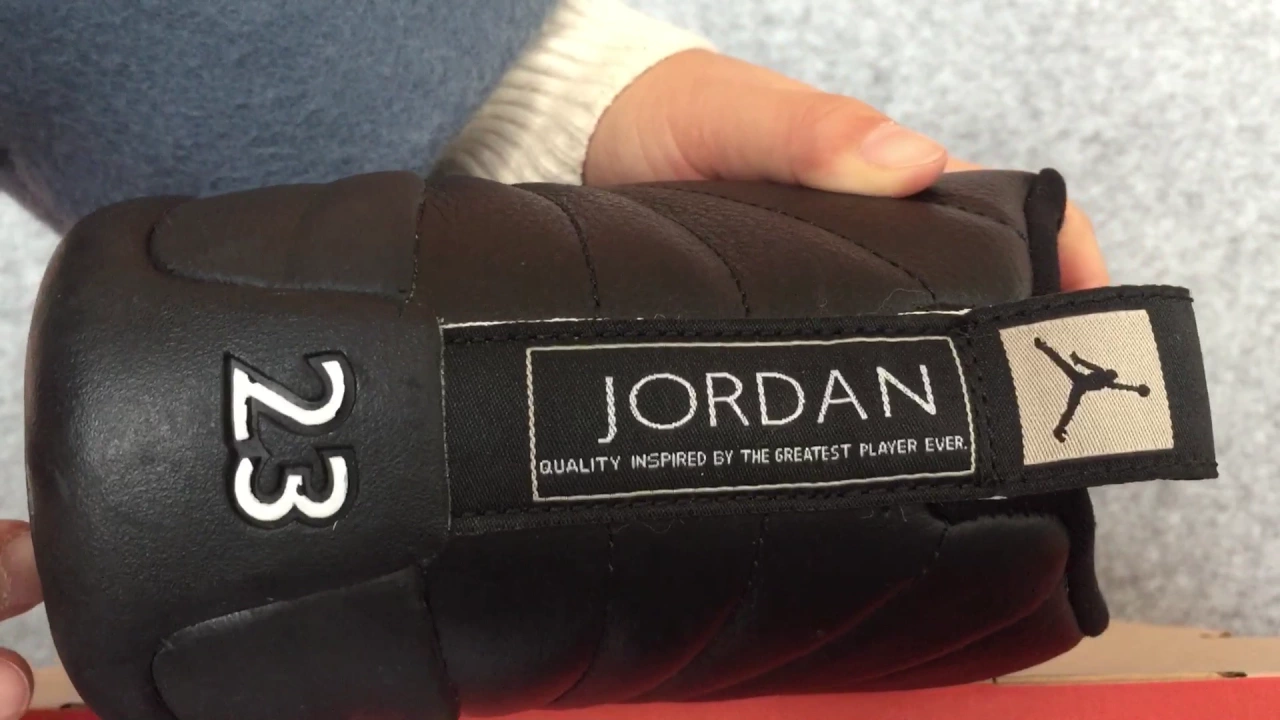 23
JORDAN
QUALITY INSPIRED BY THE GREATEST PLAYER EVER.